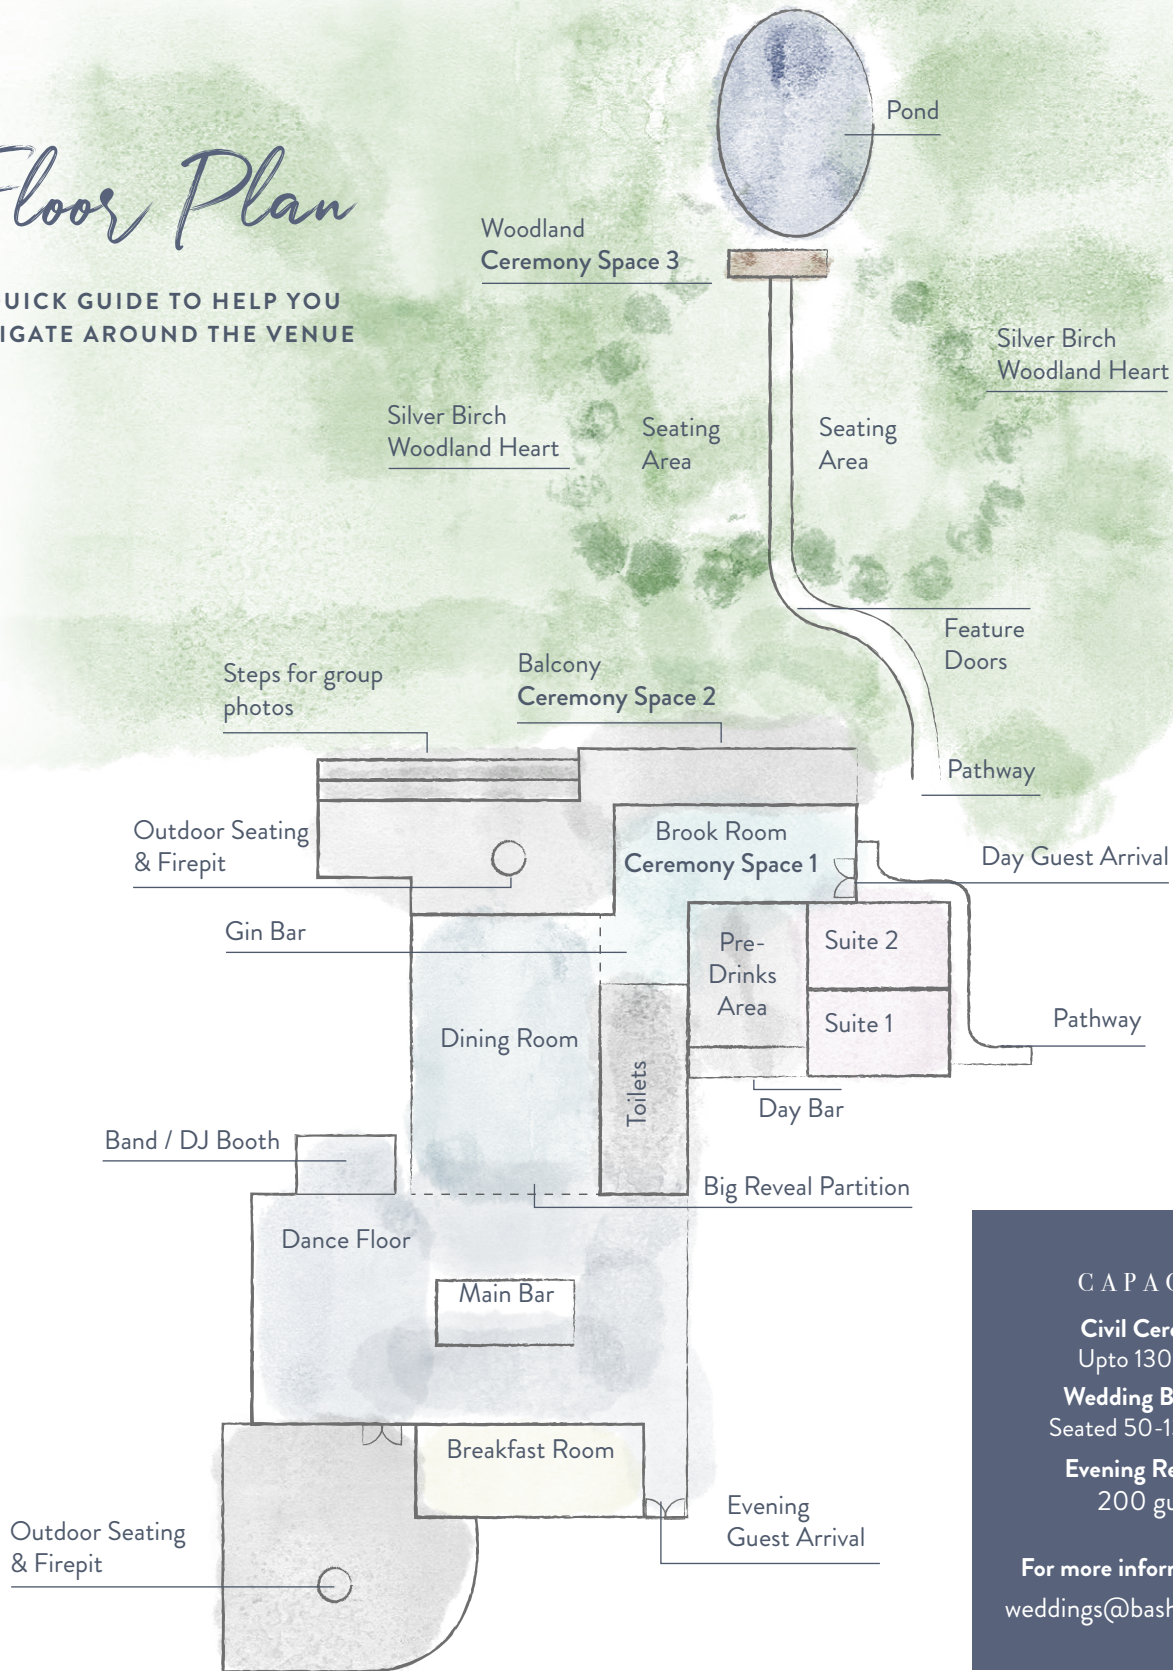 Floor Plan
UICK GUIDE TO HELP YOU
IGATE AROUND THE VENUE
Pond
Woodland
Ceremony Space 3
Silver Birch
Woodland Heart
Silver Birch
Woodland Heart
Seating
Area
Seating
Area
Feature
Doors
Steps for group
photos
Balcony
Ceremony Space 2
Pathway
Outdoor Seating
& Firepit
Brook Room
Ceremony Space 1
Day Guest Arrival
Gin Bar
Pre-
Drinks
Area
Suite 2
Suite 1
Pathway
Dining Room
Toilets
Day Bar
Band / DJ Booth
Big Reveal Partition
Dance Floor
Main Bar
Breakfast Room
Evening
Guest Arrival
Outdoor Seating
& Firepit
CAPAC
Civil Cere
Upto 130
Wedding B
Seated 50-1
Evening Re
200 gu
For more inforn
weddings@bash